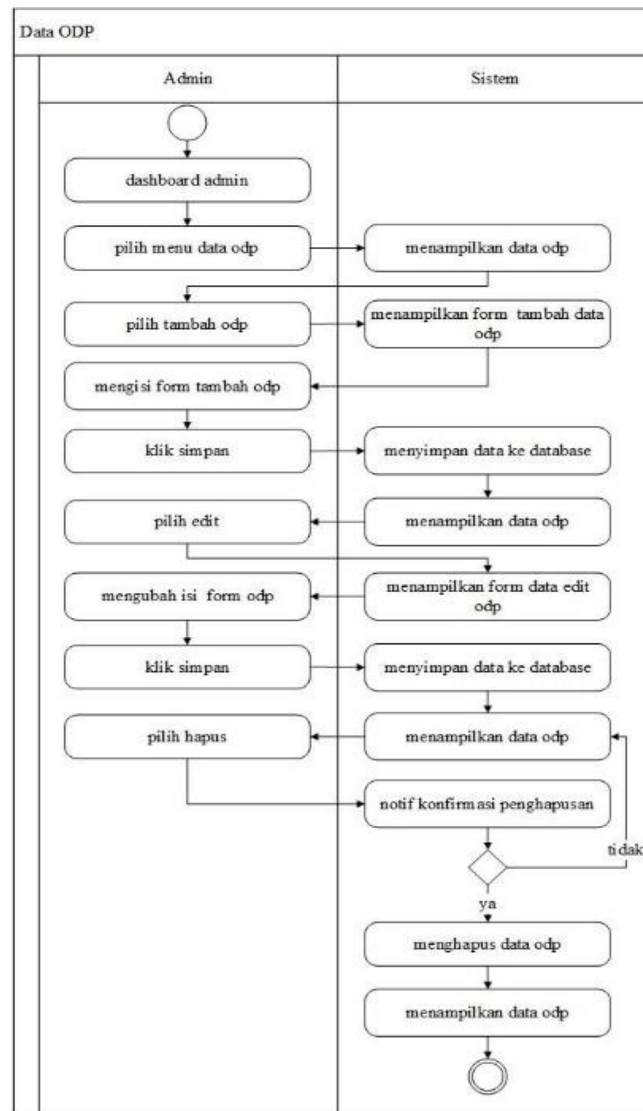 Data ODP
Admin
Sistem
dashboard admin
pilih menu data odp
menampilkan data odp
pilih tambah odp
menampilkan form tambah data
odp
mengisi form tambah odp
klik simpan
menyimpan data ke database
pilih edit
menampilkan data odp
mengubah isi form odp
menampilkan form data edit
odp
klik simpan
menyimpan data ke database
pilih hapus
menampilkan data odp
notif konfirmasi penghapusan
tidak
ya
menghapus data odp
menampilkan data odp